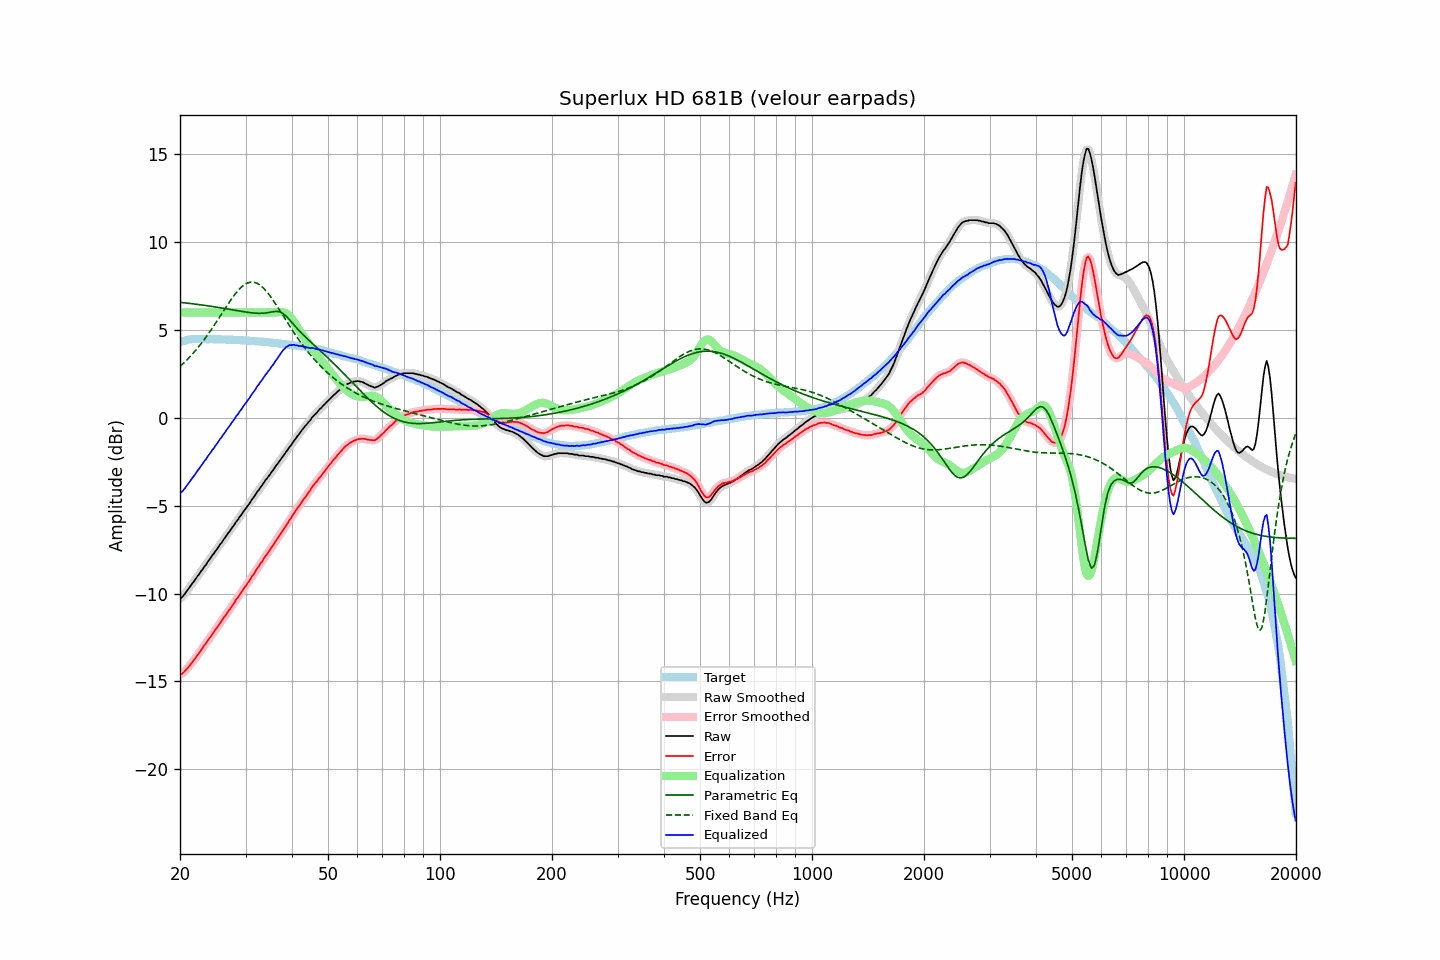 Superlux HD 681B (velour earpads)
15
10
5
0
−5
−10
−15
−20
Amplitude (dBr)
Target
Raw Smoothed
Error Smoothed
Raw
Error
Equalization
Parametric Eq
Fixed Band Eq
Equalized
20 50 100 200 500 1000 2000 5000 10000 20000
Frequency (Hz)